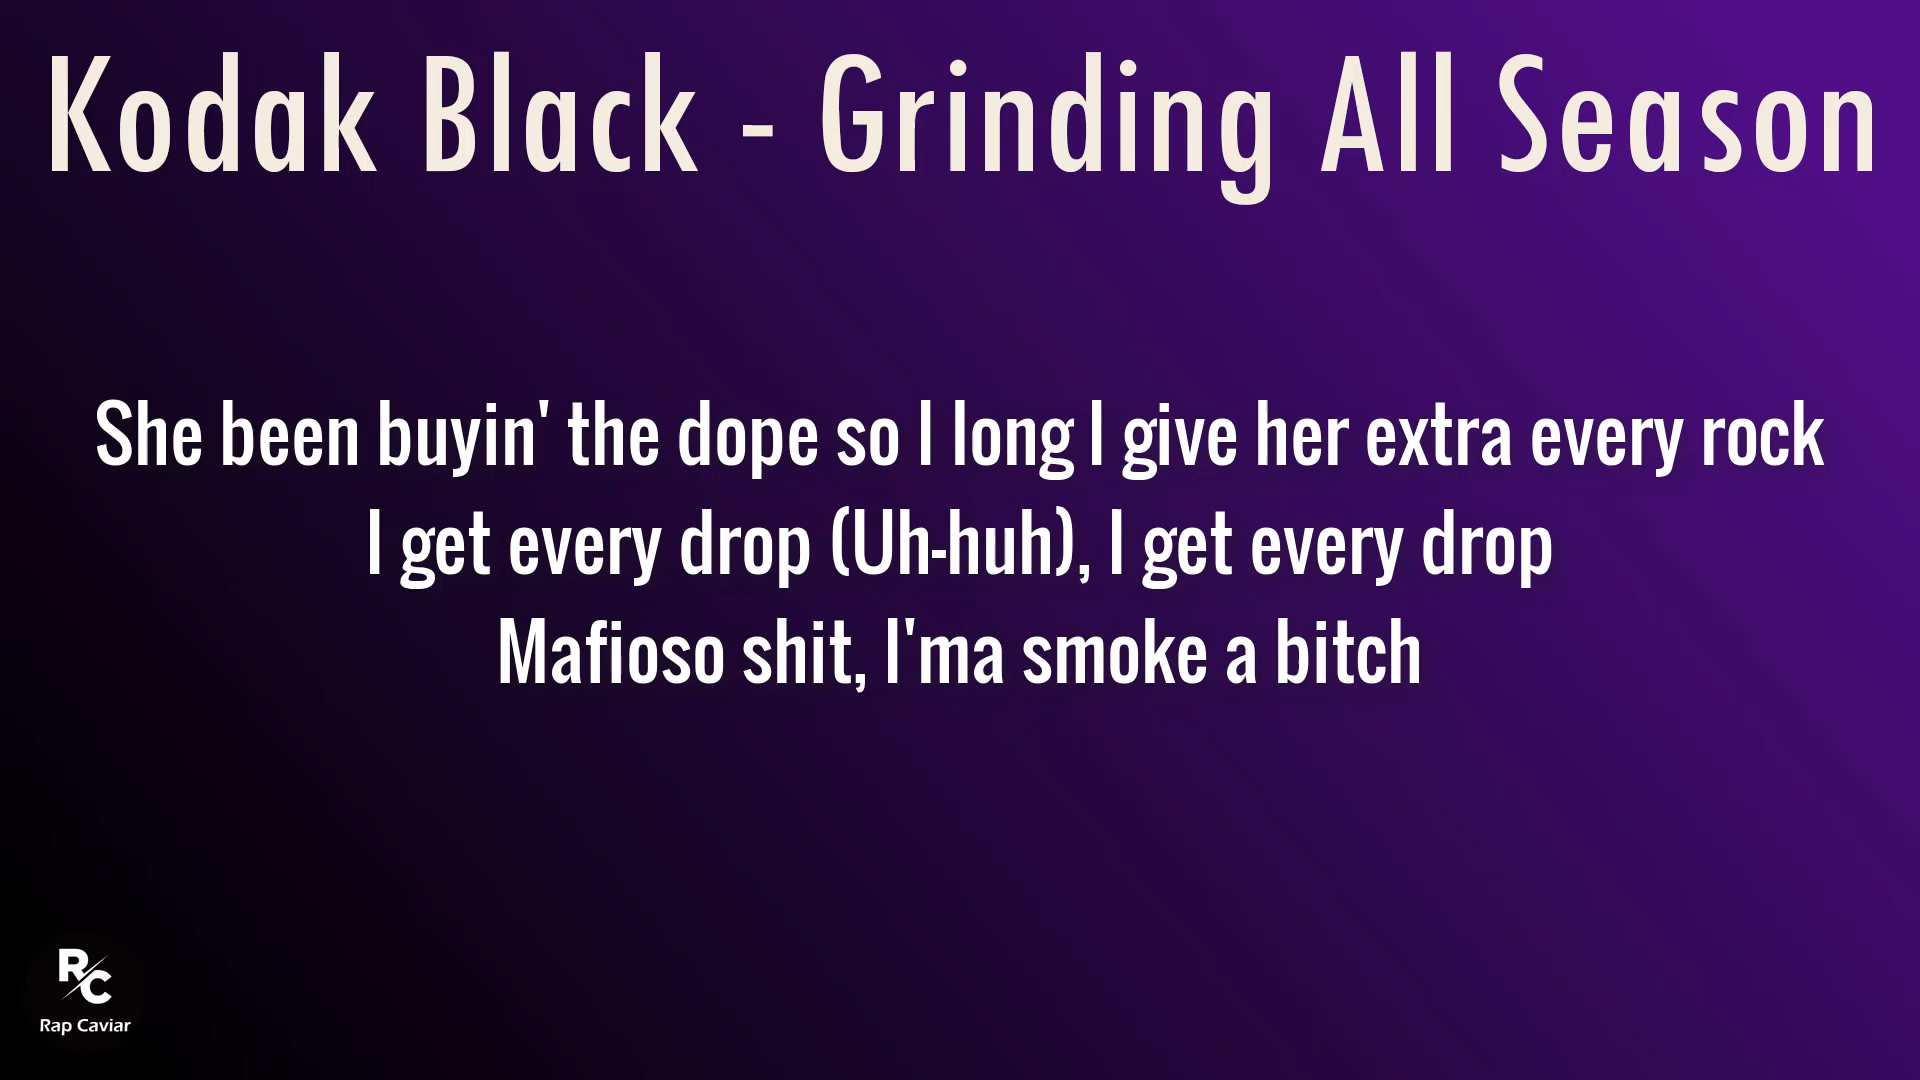 Kodak Black - Grinding All Season
She been buyin' the dope so I long I give her extra every rock
I get every drop (Uh-huh), I get every drop
Mafioso shit, I'ma smoke a bitch
RC
Rap Caviar